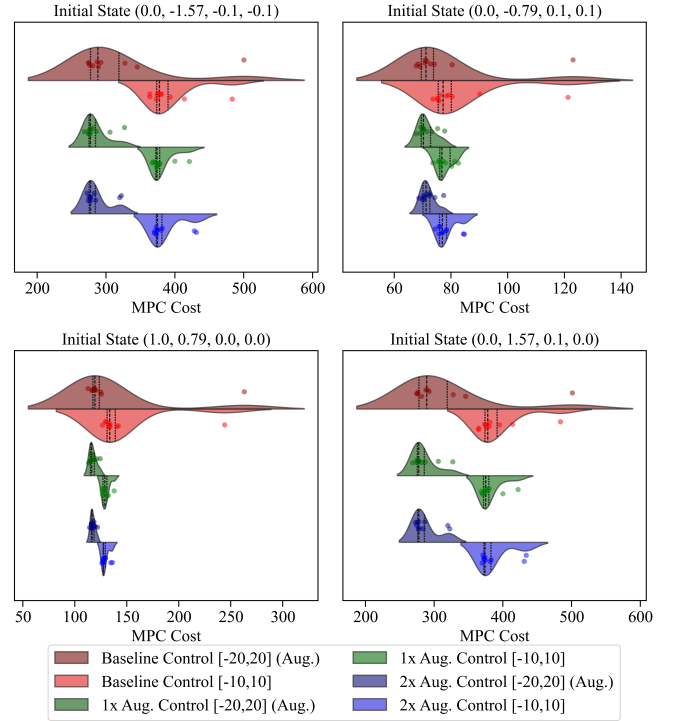 Initial State (0.0, -1.57, -0.1, -0.1)
Initial State (0.0, -0.79, 0.1, 0.1)
200 300 400 500 600
60 80 100 120 140
MPC Cost
MPC Cost
Initial State (1.0, 0.79, 0.0, 0.0)
Initial State (0.0, 1.57, 0.1, 0.0)
50 100 150 200 250 300
200 300 400 500 600
MPC Cost
MPC Cost
Baseline Control [-20,20] (Aug.)
Baseline Control [-10,10]
1x Aug. Control [-20,20] (Aug.)
1x Aug. Control [-10,10]
2x Aug. Control [-20,20] (Aug.)
2x Aug. Control [-10,10]